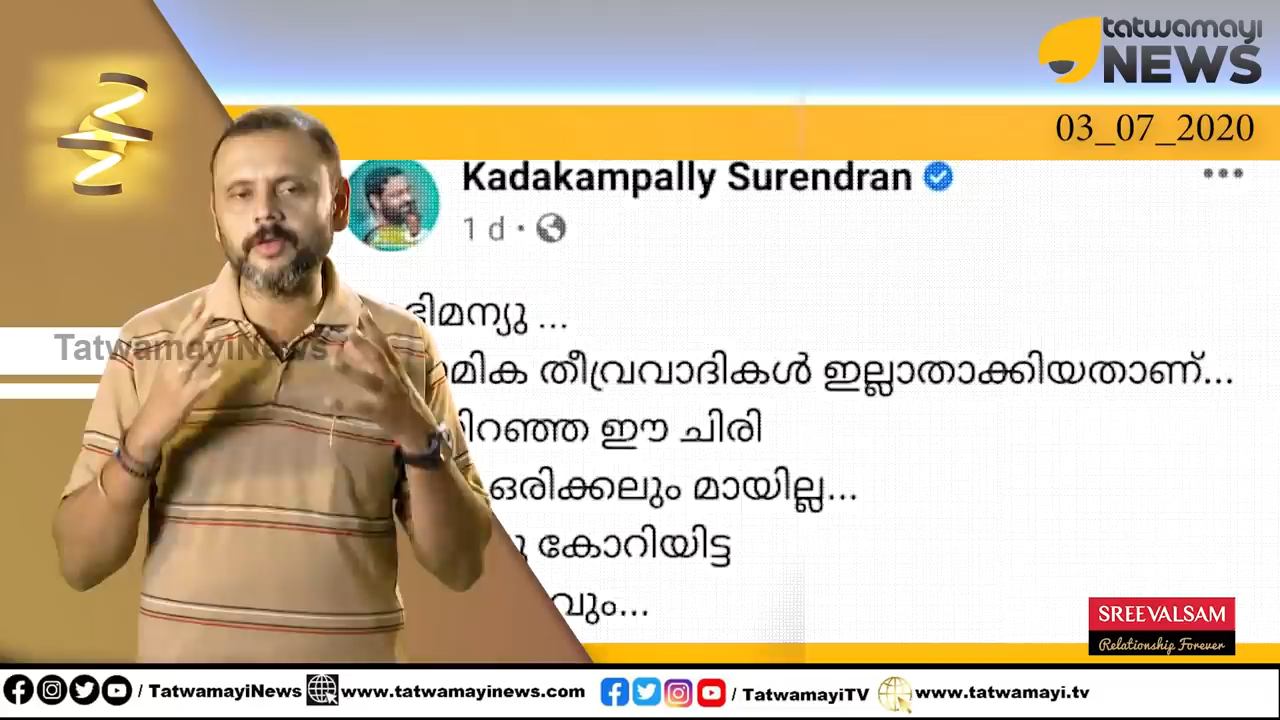 tatwamayi
NEWS
03_07_2020
Kadakampally Surendran
1 d
തീവ്രവാദികൾ ഇല്ലാതാക്കിയതാണ്...
ഈ ചിരി
ഒരിക്കലും മായില്ല...
കോറിയിട്ട
TatwamayiNews
SREEVALSAM
Relationship Forever
/ TatwamayiNews www.tatwamayinews.com / TatwamayiTV www.tatwamayi.tv